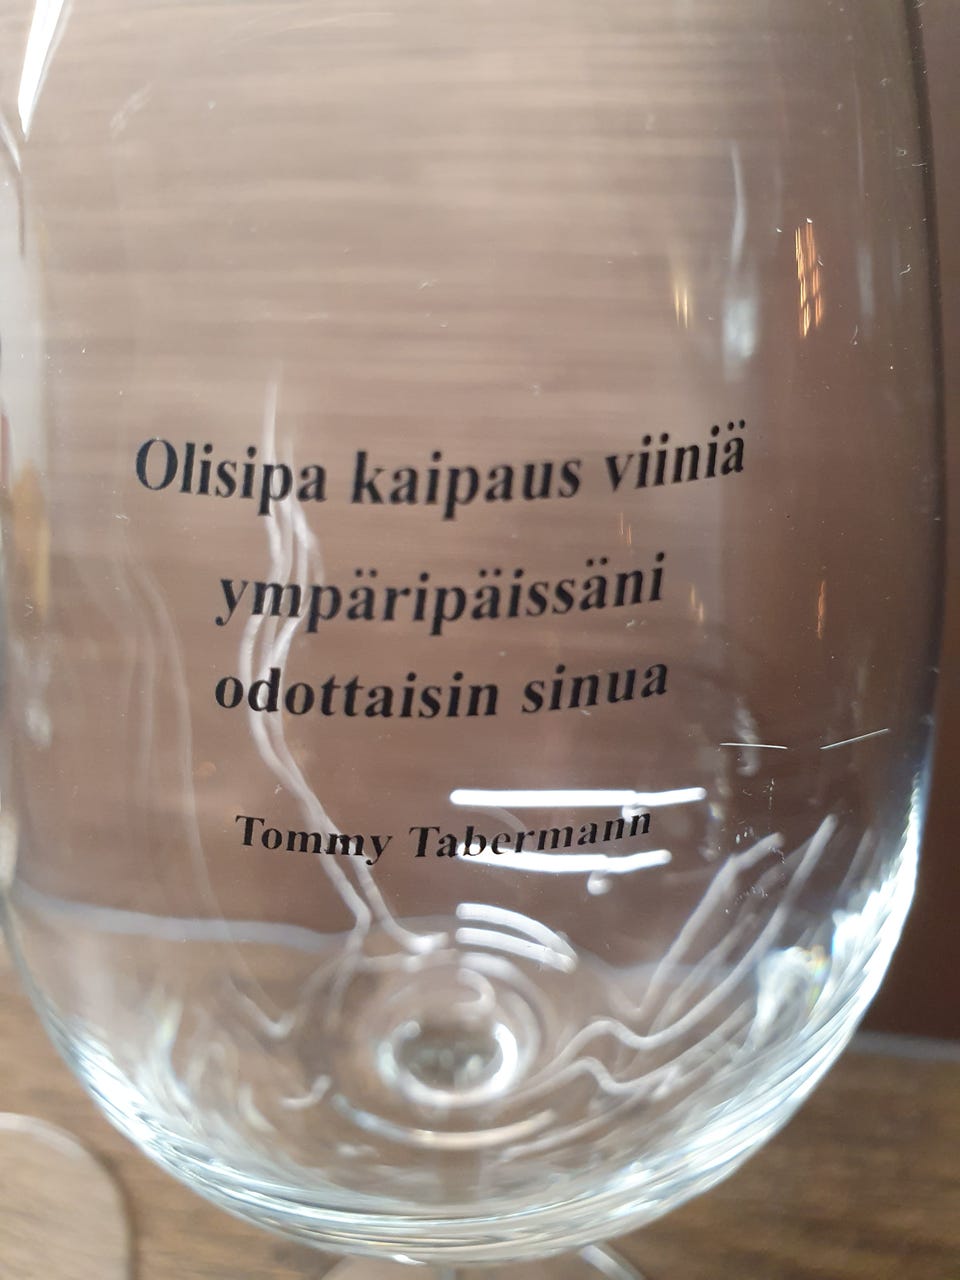 Olisipa kaipaus viiniä
ympäripäissäni
odottaisin sinua
Tommy Tabermann